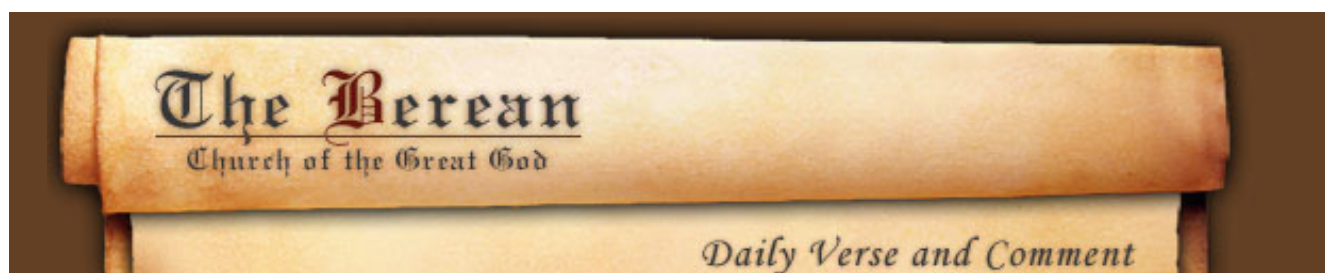 The Berean
Church of the Great God
Daily Verse and Comment